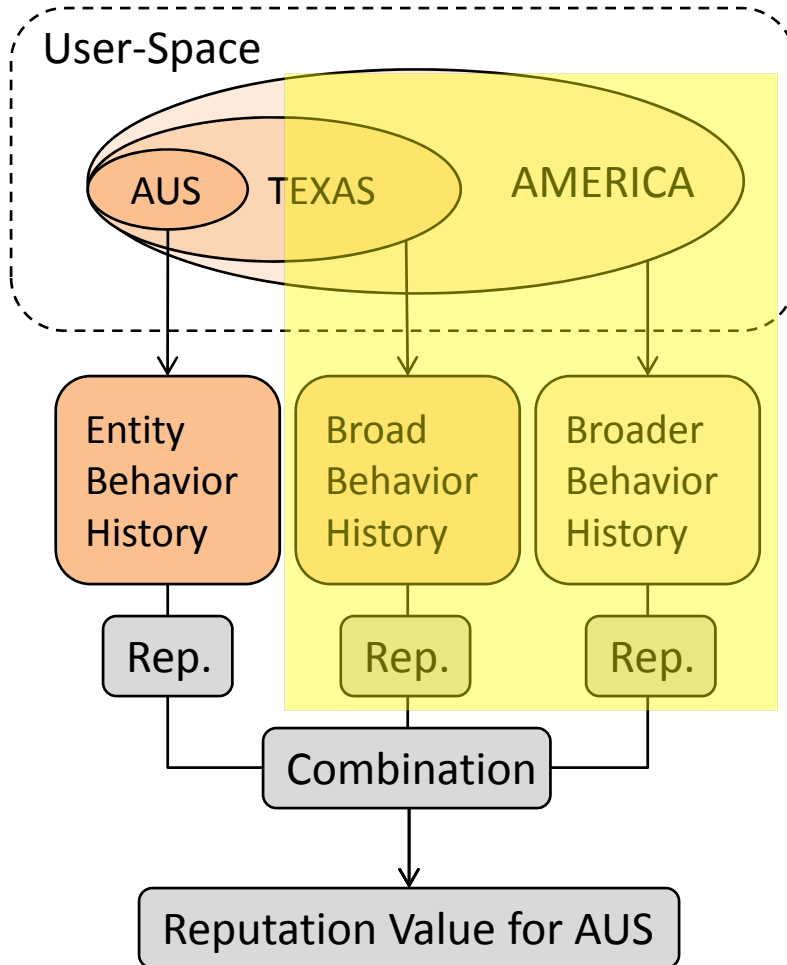 User-Space
AUS
TEXAS
AMERICA
Entity
Behavior
History
Broad
Behavior
History
Broader
Behavior
History
Rep.
Rep.
Rep.
Combination
Reputation Value for AUS